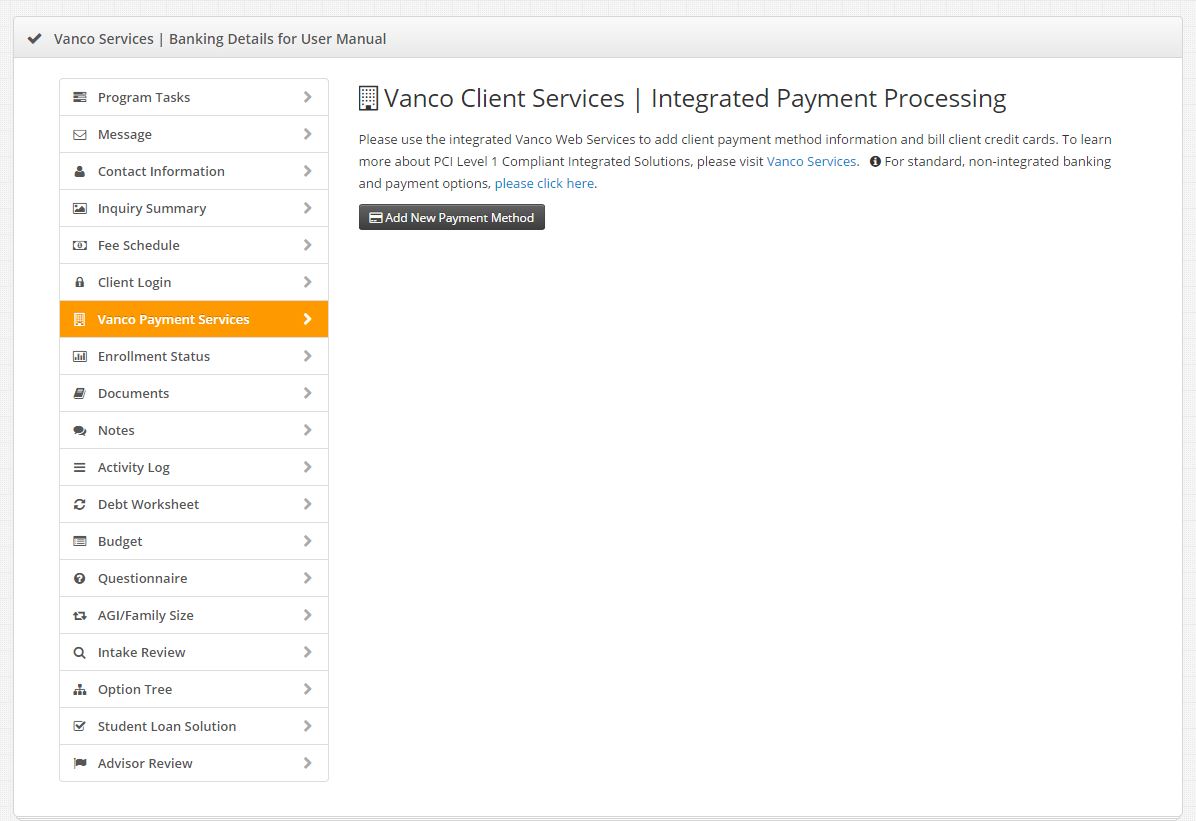 Vanco Services | Banking Details for User Manual
Program Tasks
Message
Contact Information
Inquiry Summary
Fee Schedule
Client Login
Vanco Payment Services
Enrollment Status
Documents
Notes
Activity Log
Debt Worksheet
Budget
Questionnaire
AGI/Family Size
Intake Review
Option Tree
Student Loan Solution
Advisor Review
Vanco Client Services | Integrated Payment Processing
Please use the integrated Vanco Web Services to add client payment method information and bill client credit cards. To learn
more about PCI Level 1 Compliant Integrated Solutions, please visit Vanco Services. For standard, non-integrated banking
and payment options, please click here.
Add New Payment Method